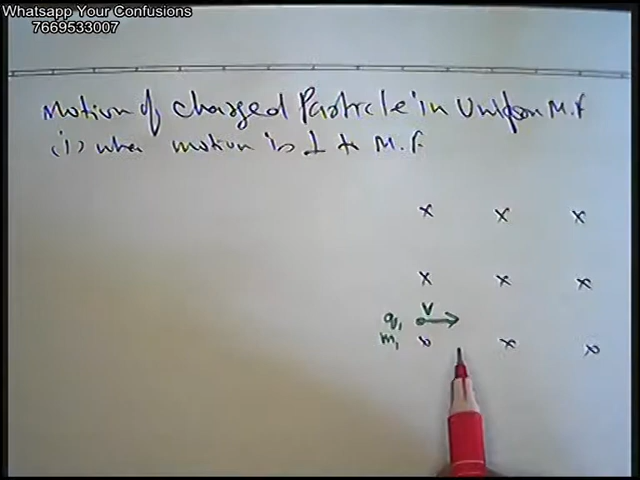 Whatsapp Your Confusions
7669533007
Motion of Charged Particle in Uniform M.F
(i) when motion is ⊥ to M.F.
x x x
x x x
V
q,
m,
x x x